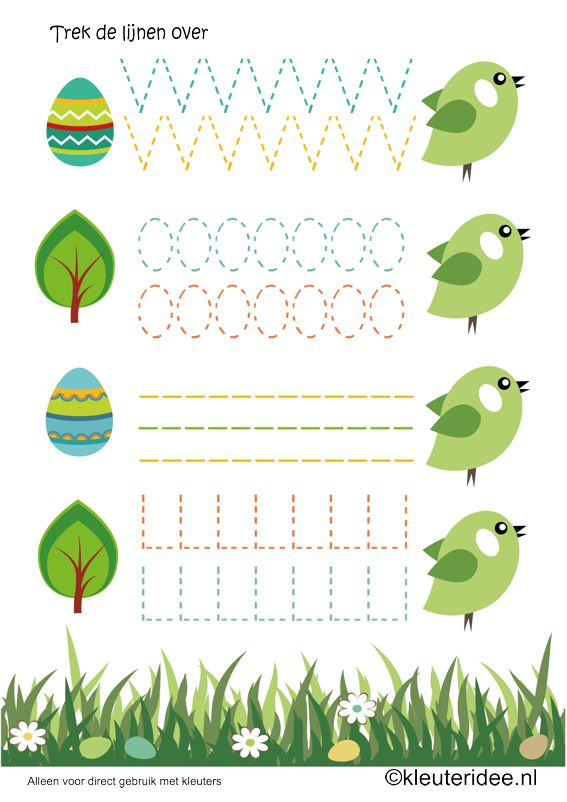 Trek de lijnen over
Alleen voor direct gebruik met kleuters
©kleuteridee.nl